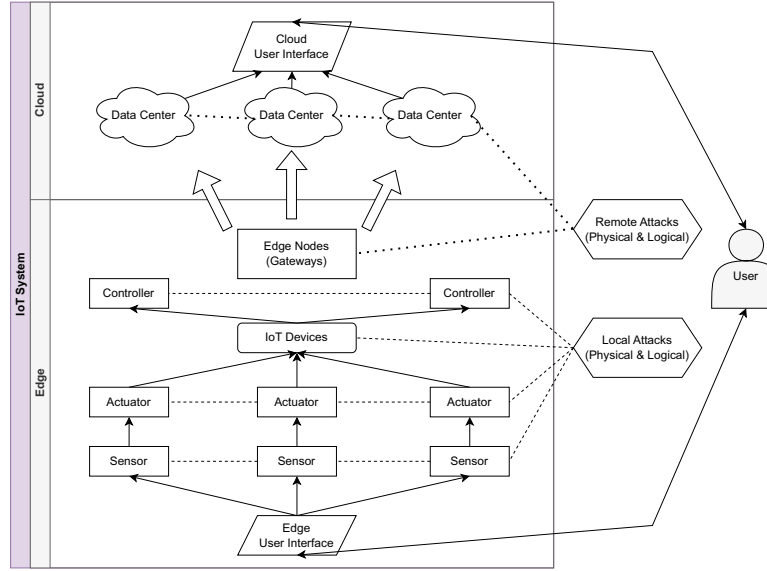 IoT System
Cloud
Cloud
User Interface
Data Center
Data Center
Data Center
Edge
Edge Nodes
(Gateways)
Remote Attacks
(Physical & Logical)
User
Controller
Controller
IoT Devices
Local Attacks
(Physical & Logical)
Actuator
Actuator
Actuator
Sensor
Sensor
Sensor
Edge
User Interface